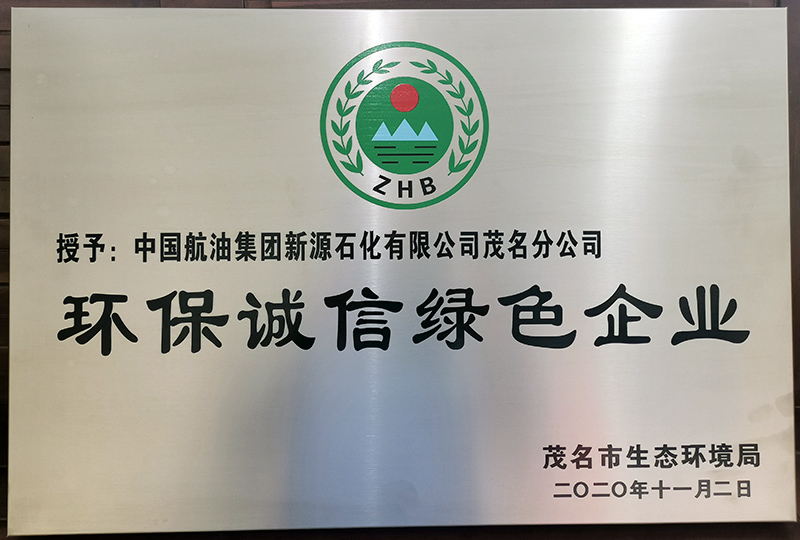 ZHB
授予：中国航油集团新源石化有限公司茂名分公司
环保诚信绿色企业
茂名市生态环境局
二〇二〇年十一月二日